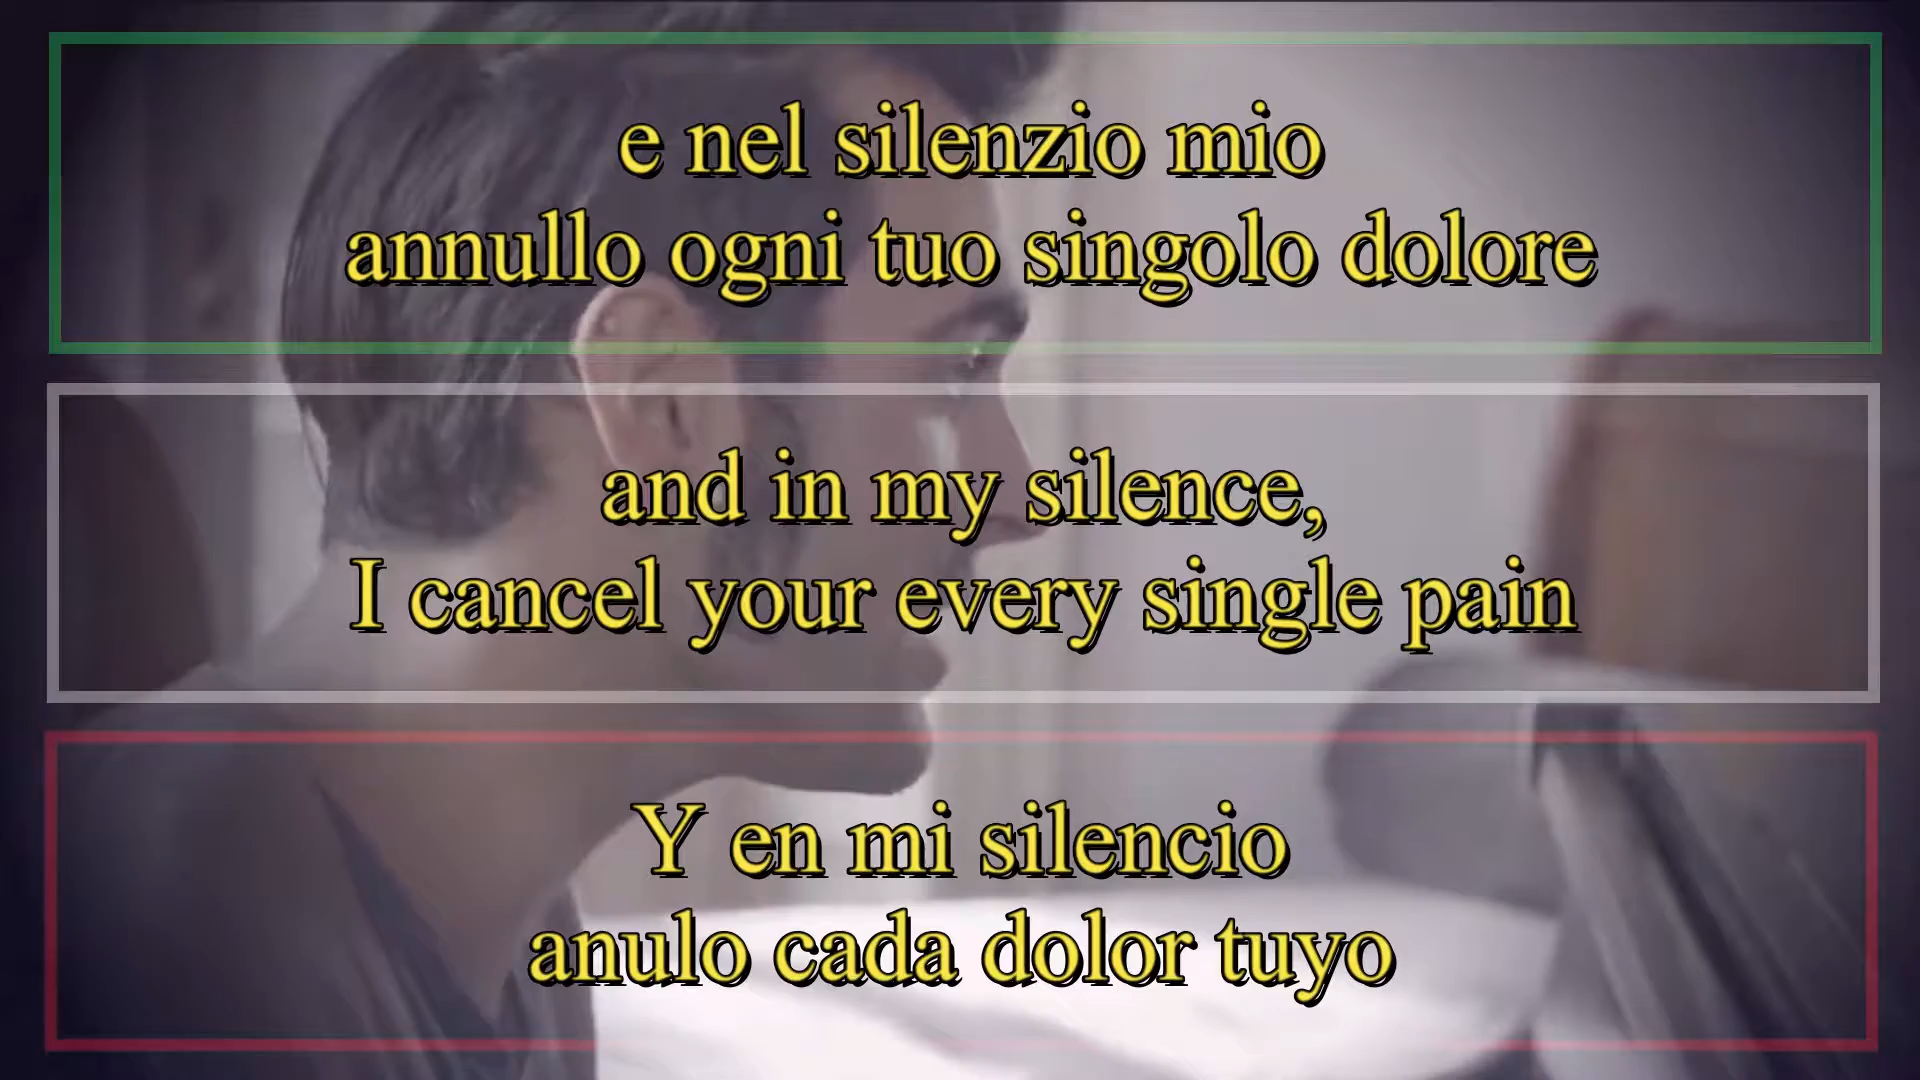 e nel silenzio mio
annullo ogni tuo singolo dolore
and in my silence,
I cancel your every single pain
Y en mi silencio
anulo cada dolor tuyo